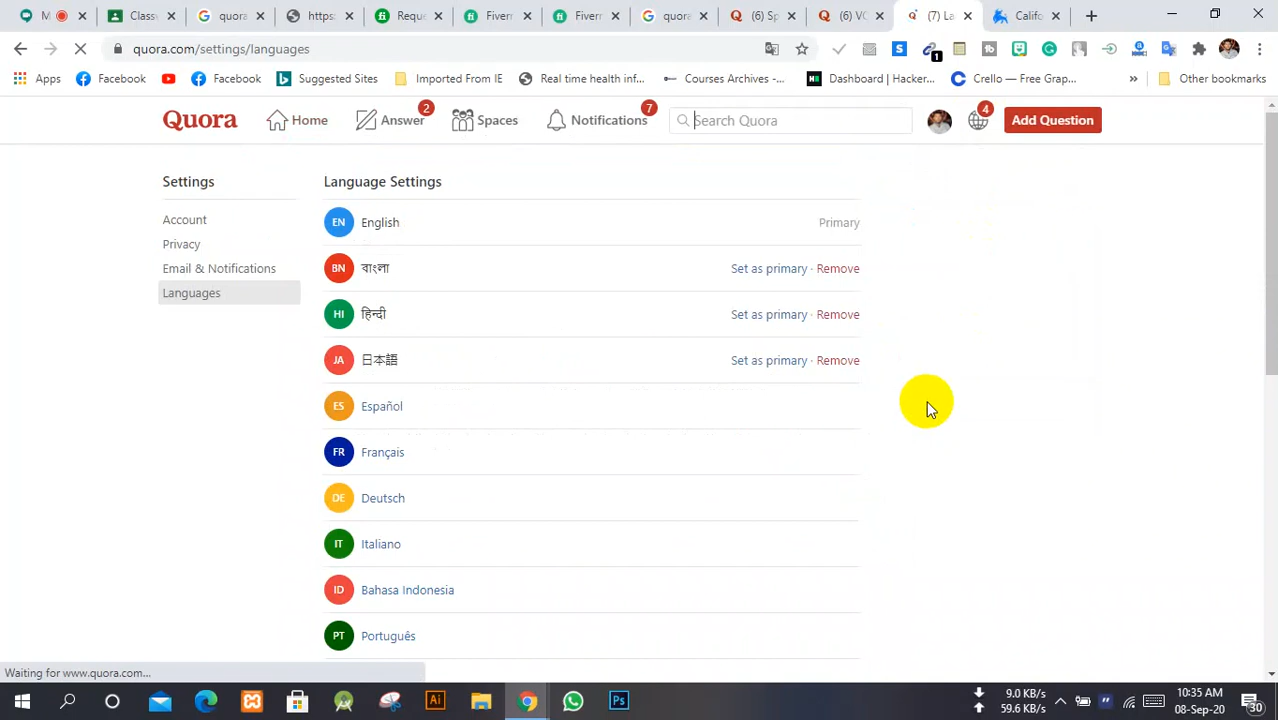 M
Classw
quora
https:
Reque
Fiverr
Fiverr
quora
(6) Sp
(6) VO
(7) La
Califo
quora.com/settings/languages
1
Apps
Facebook
Facebook
Suggested Sites
Imported From IE
Real time health inf...
Courses Archives -...
Dashboard | Hacker...
Crello — Free Grap...
Other bookmarks
Quora
Home
Answer
2
Spaces
Notifications
7
Search Quora
4
Add Question
Settings
Account
Privacy
Email & Notifications
Languages
Language Settings
EN English Primary
BN বাংলা Set as primary · Remove
HI हिन्दी Set as primary · Remove
JA 日本語 Set as primary · Remove
ES Español
FR Français
DE Deutsch
IT Italiano
ID Bahasa Indonesia
PT Português
Waiting for www.quora.com...
9.0 KB/s
59.6 KB/s
10:35 AM
08-Sep-20
30